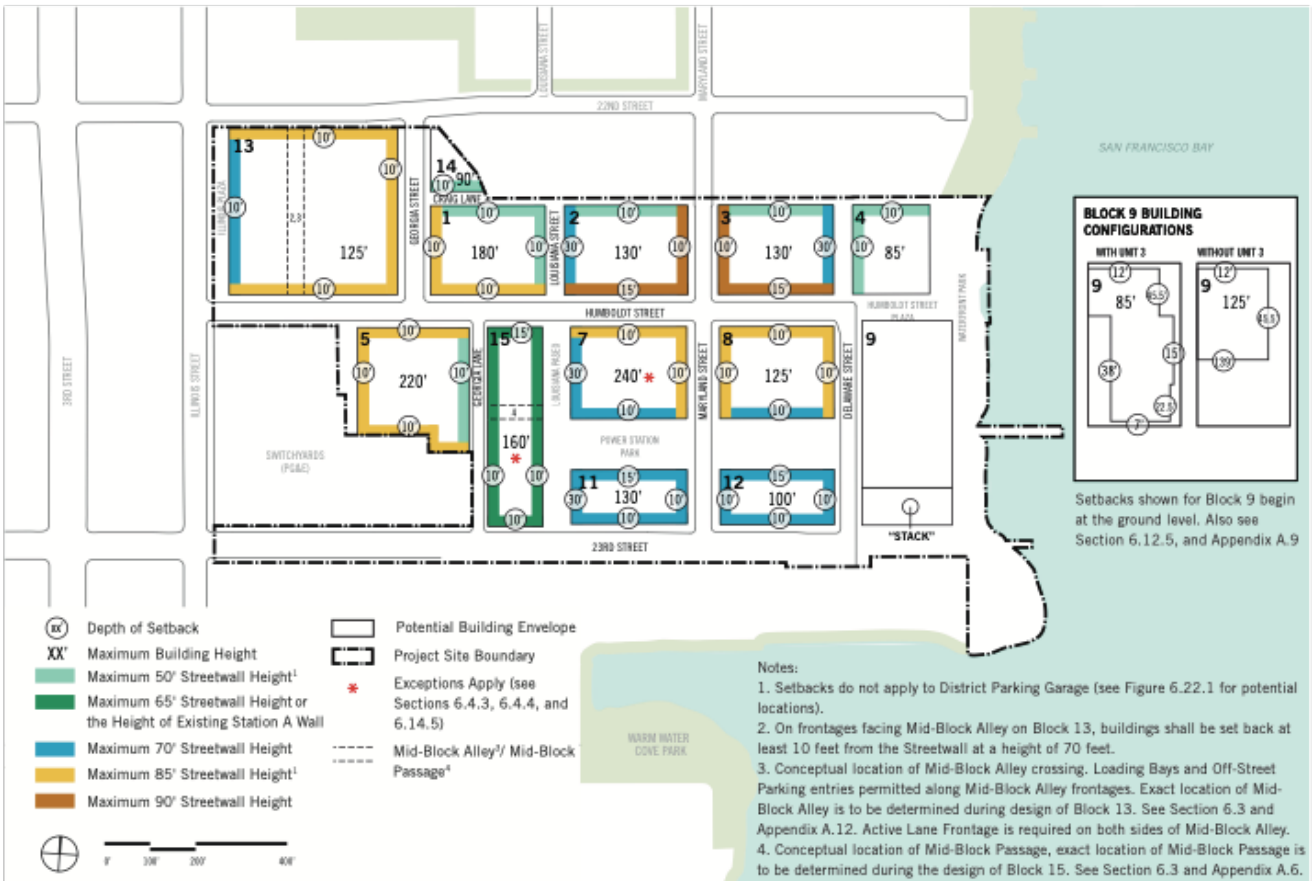 LOUISIANA STREET
MARYLAND STREET
22ND STREET
SAN FRANCISCO BAY
13
10'
10'
10'
ILLINOIS PLAZA
2,3
125'
10'
GEORGIA STREET
14
90'
10'
CRAIG LANE
1
10'
10'
180'
10'
10'
LOUISIANA STREET
2
10'
30'
130'
10'
15'
3
10'
10'
130'
30'
15'
4
10'
10'
85'
HUMBOLDT STREET
PLAZA
WATERFRONT PARK
HUMBOLDT STREET
3RD STREET
ILLINOIS STREET
5
10'
10'
220'
10'
10'
GEORGIA LANE
SWITCHYARDS
(PG&E)
15
15'
4
160'
*
10'
10'
10'
LOUISIANA PASEO
7
10'
30'
240' *
10'
10'
MARYLAND STREET
8
10'
10'
125'
10'
10'
DELAWARE STREET
9
POWER STATION
PARK
11
15'
30'
130'
10'
10'
12
15'
10'
100'
10'
10'
"STACK"
23RD STREET
BLOCK 9 BUILDING
CONFIGURATIONS
WITH UNIT 3
WITHOUT UNIT 3
9
12'
85'
15'
38'
22.5'
7'
9
12'
125'
45.5'
139'
Setbacks shown for Block 9 begin
at the ground level. Also see
Section 6.12.5, and Appendix A.9
XX' Depth of Setback
XX' Maximum Building Height
Maximum 50' Streetwall Height¹
Maximum 65' Streetwall Height or
the Height of Existing Station A Wall
Maximum 70' Streetwall Height
Maximum 85' Streetwall Height¹
Maximum 90' Streetwall Height
0' 100' 200' 400'
Potential Building Envelope
Project Site Boundary
* Exceptions Apply (see
Sections 6.4.3, 6.4.4, and
6.14.5)
Mid-Block Alley³/ Mid-Block
Passage⁴
WARM WATER
COVE PARK
Notes:
1. Setbacks do not apply to District Parking Garage (see Figure 6.22.1 for potential
locations).
2. On frontages facing Mid-Block Alley on Block 13, buildings shall be set back at
least 10 feet from the Streetwall at a height of 70 feet.
3. Conceptual location of Mid-Block Alley crossing. Loading Bays and Off-Street
Parking entries permitted along Mid-Block Alley frontages. Exact location of Mid-
Block Alley is to be determined during design of Block 13. See Section 6.3 and
Appendix A.12. Active Lane Frontage is required on both sides of Mid-Block Alley.
4. Conceptual location of Mid-Block Passage, exact location of Mid-Block Passage is
to be determined during the design of Block 15. See Section 6.3 and Appendix A.6.